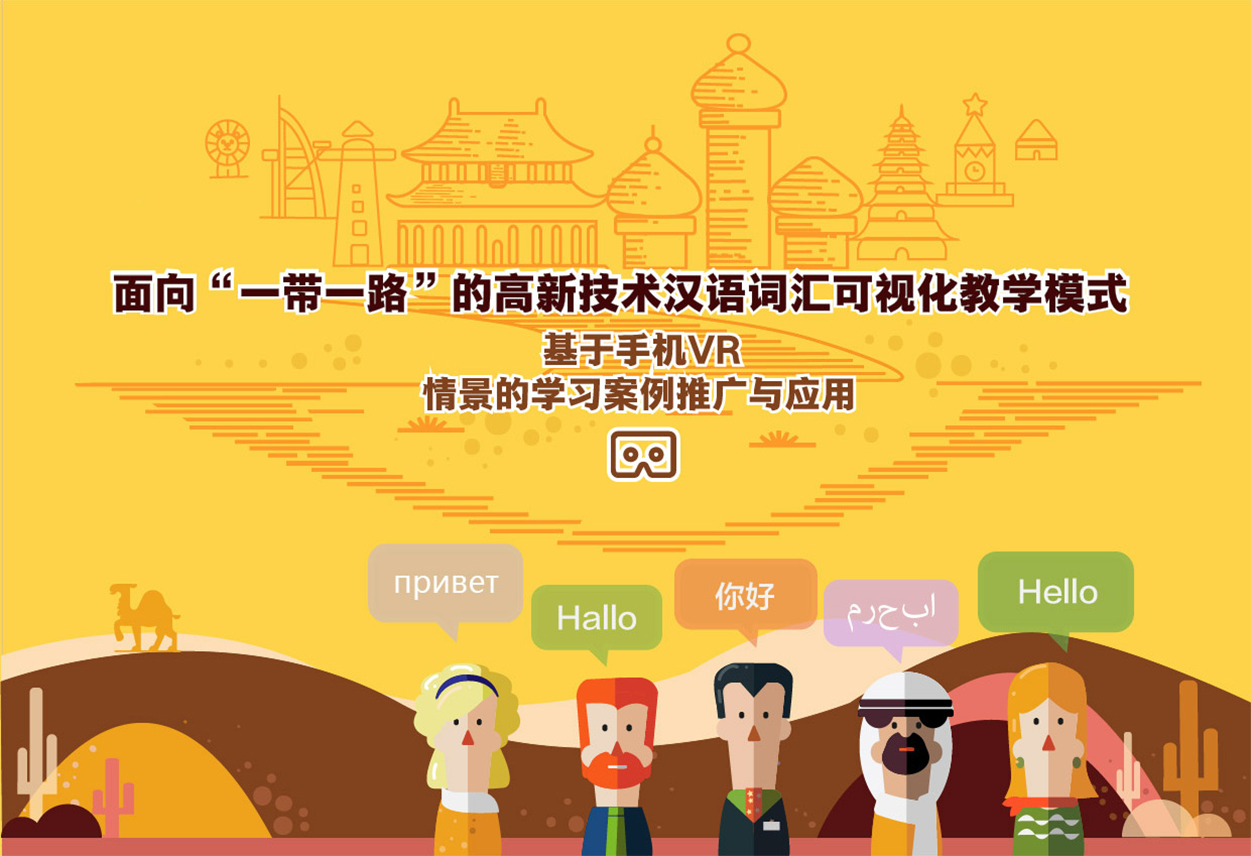 面向“一带一路”的高新技术汉语词汇可视化教学模式
基于手机VR
情景的学习案例推广与应用
привет
Hallo
你好
ابحرم
Hello